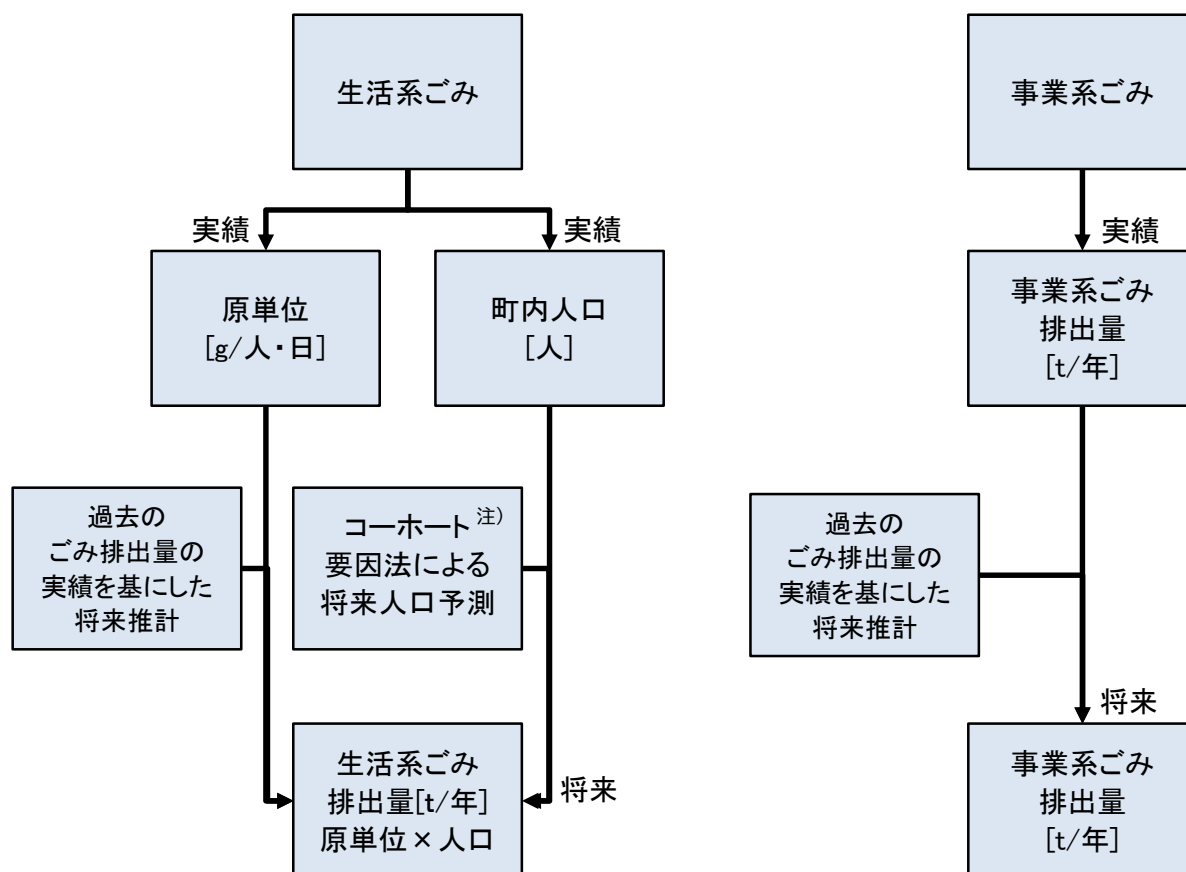 生活系ごみ
事業系ごみ
実績
実績
実績
原単位
[g/人・日]
町内人口
[人]
事業系ごみ
排出量
[t/年]
過去の
ごみ排出量の
実績を基にした
将来推計
コーホート注)
要因法による
将来人口予測
過去の
ごみ排出量の
実績を基にした
将来推計
将来
生活系ごみ
排出量[t/年]
原単位×人口
将来
事業系ごみ
排出量
[t/年]